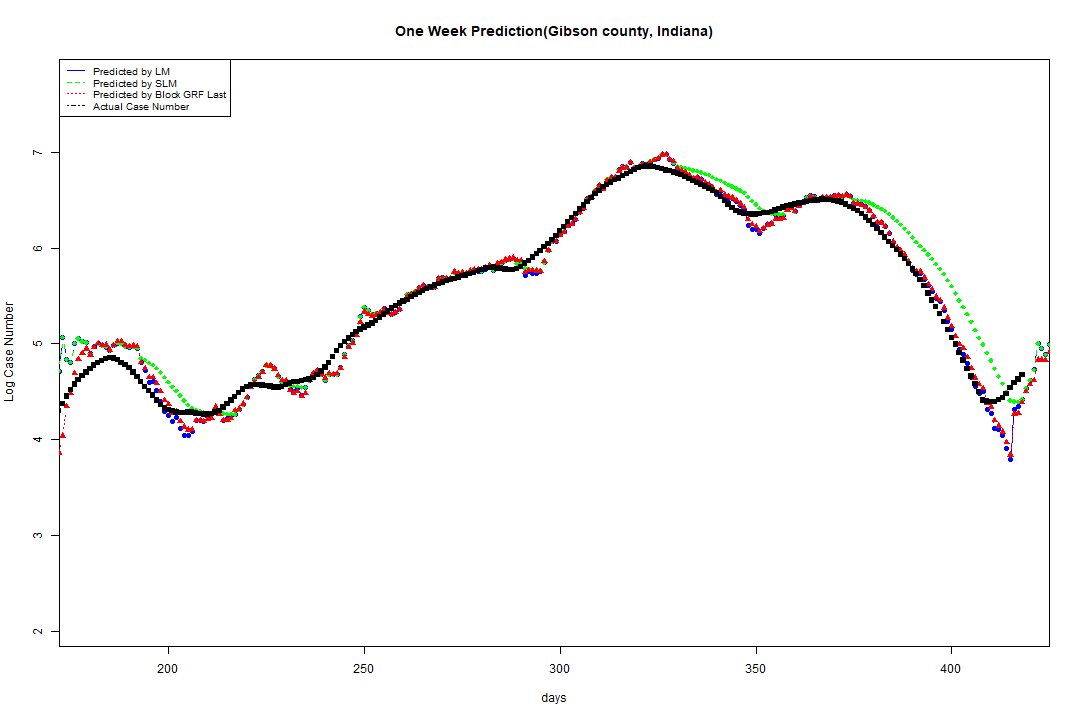 One Week Prediction(Gibson county, Indiana)
Predicted by LM
Predicted by SLM
Predicted by Block GRF Last
Actual Case Number
Log Case Number
7
6
5
4
3
2
200 250 300 350 400
days